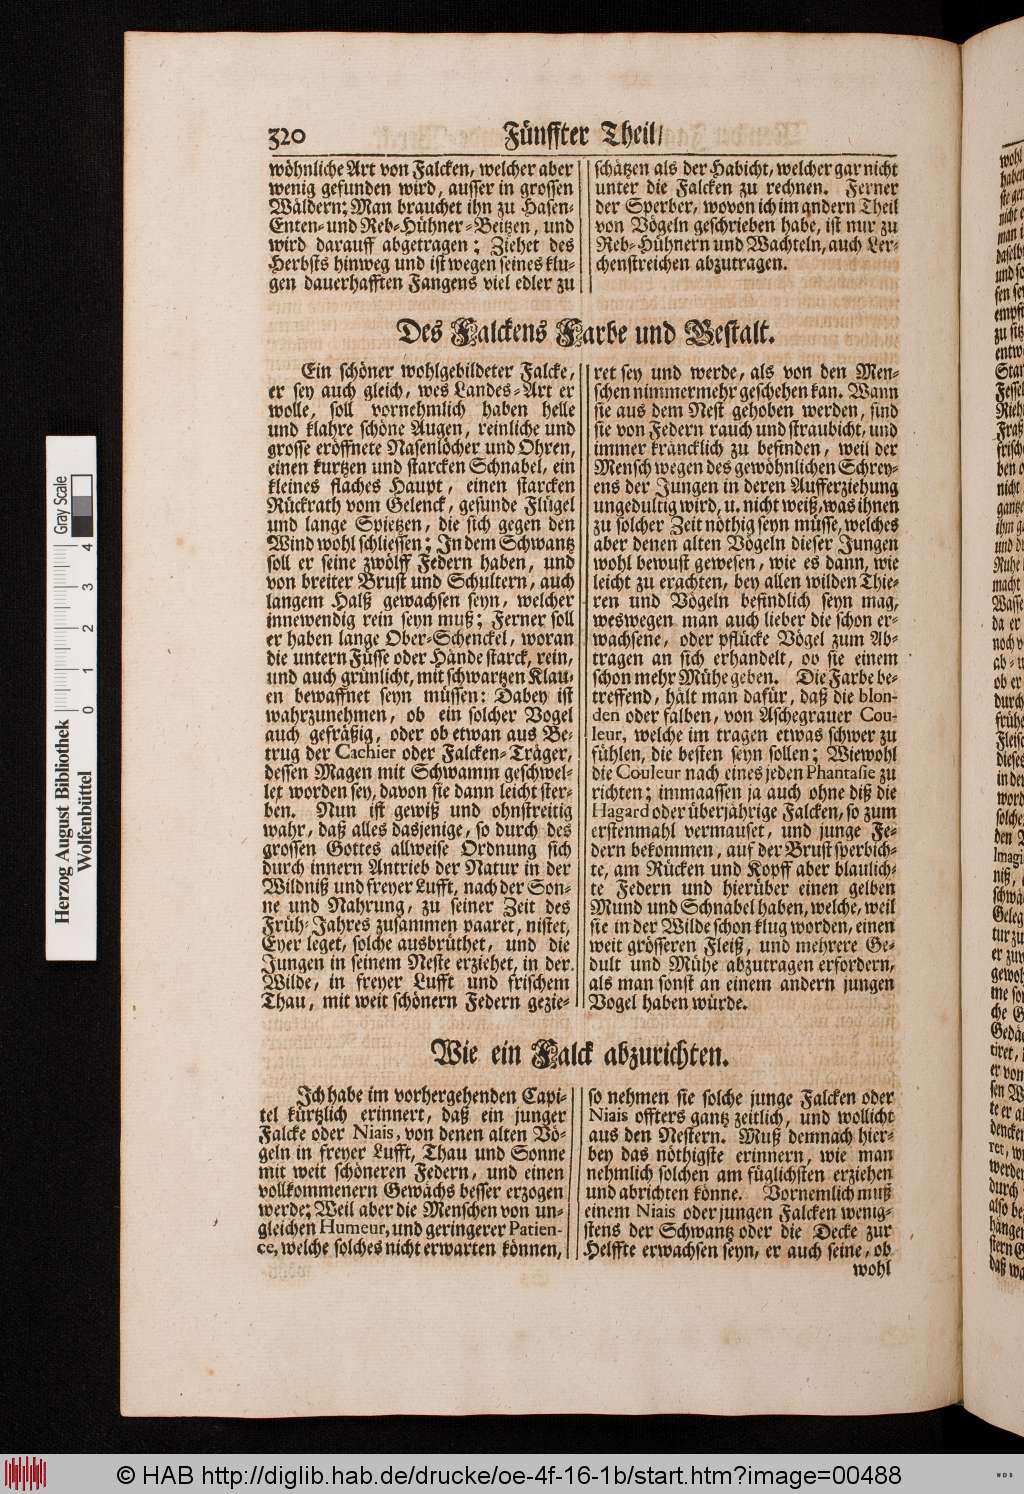 320
Fünffter Theil/
wöhnliche Art von Falcken, welcher aber
wenig gefunden wird, ausser in grossen
Wäldern; Man brauchet ihn zu Hasen-
Enten- und Reb-Hühner-Beitzen, und
wird darauff abgetragen; Ziehet des
Herbsts hinweg und ist wegen seines klu-
gen dauerhafften Fangens viel edler zu
schätzen als der Habicht, welcher gar nicht
unter die Falcken zu rechnen. Ferner
der Sperber, wovon ich im andern Theil
von Vögeln geschrieben habe, ist nur zu
Reb-Hühnern und Wachteln, auch Ler-
chenstreichen abzutragen.
Des Falckens Farbe und Gestalt.
Ein schöner wohlgebildeter Falcke,
er sey auch gleich, wes Landes-Art er
wolle, soll vornehmlich haben helle
und klahre schöne Augen, reinliche und
grosse eröffnete Nasenlöcher und Ohren,
einen kurtzen und starcken Schnabel, ein
kleines flaches Haupt, einen starcken
Rückrath vom Gelenck, gesunde Flügel
und lange Spietzen, die sich gegen den
Wind wohl schliessen; In dem Schwantz
soll er seine zwölff Federn haben, und
von breiter Brust und Schultern, auch
langem Halß gewachsen seyn, welcher
innewendig rein seyn muß; Ferner soll
er haben lange Ober-Schenckel, woran
die untern Füsse oder Hände starck, rein,
und auch grünlicht, mit schwartzen Klau-
en bewaffnet seyn müssen: Dabey ist
wahrzunehmen, ob ein solcher Vogel
auch gefräßig, oder ob etwan aus Be-
trug der Cachier oder Falcken-Träger,
dessen Magen mit Schwamm geschwel-
let worden sey, davon sie dann leicht ster-
ben. Nun ist gewiß und ohnstreitig
wahr, daß alles dasjenige, so durch des
grossen Gottes allweise Ordnung sich
durch innern Antrieb der Natur in der
Wildniß und freyer Lufft, nach der Son-
ne und Nahrung, zu seiner Zeit des
Früh-Jahres zusammen paaret, nistet,
Eyer leget, solche ausbrüthet, und die
Jungen in seinem Neste erziehet, in der
Wilde, in freyer Lufft und frischem
Thau, mit weit schönern Federn gezie-
ret sey und werde, als von den Men-
schen nimmermehr geschehen kan. Wann
sie aus dem Nest gehoben werden, sind
sie von Federn rauch und straubicht, und
immer kräncklich zu befinden, weil der
Mensch wegen des gewöhnlichen Schrey-
ens der Jungen in deren Aufferziehung
ungedultig wird, u. nicht weiß, was ihnen
zu solcher Zeit nöthig seyn müsse, welches
aber denen alten Vögeln dieser Jungen
wohl bewust gewesen, wie es dann, wie
leicht zu erachten, bey allen wilden Thie-
ren und Vögeln befindlich seyn mag,
weßwegen man auch lieber die schon er-
wachsene, oder pflücke Vögel zum Ab-
tragen an sich erhandelt, ob sie einem
schon mehr Mühe geben. Die Farbe be-
treffend, hält man dafür, daß die blon-
den oder falben, von Aschegrauer Cou-
leur, welche im tragen etwas schwer zu
fühlen, die besten seyn sollen; Wiewohl
die Couleur nach eines jeden Phantasie zu
richten; immaassen ja auch ohne diß die
Hagard oder überjährige Falcken, so zum
erstenmahl vermauset, und junge Fe-
dern bekommen, auf der Brust sperbich-
te, am Rücken und Kopff aber blaulich-
te Federn und hierüber einen gelben
Mund und Schnabel haben, welche, weil
sie in der Wilde schon klug worden, einen
weit grösseren Fleiß, und mehrere Ge-
dult und Mühe abzutragen erfordern,
als man sonst an einem andern jungen
Vogel haben würde.
Wie ein Falck abzurichten.
Ich habe im vorhergehenden Capi-
tel kürtzlich erinnert, daß ein junger
Falcke oder Niais, von denen alten Vö-
geln in freyer Lufft, Thau und Sonne
mit weit schöneren Federn, und einen
vollkommenern Gewächs besser erzogen
werde; Weil aber die Menschen von un-
gleichen Humeur, und geringerer Patien-
ce, welche solches nicht erwarten können,
so nehmen sie solche junge Falcken oder
Niais offters gantz zeitlich, und wollicht
aus den Nestern. Muß demnach hier-
bey das nöthigste erinnern, wie man
nehmlich solchen am füglichsten erziehen
und abrichten könne. Vornemlich muß
einem Niais oder jungen Falcken wenig-
stens der Schwantz oder die Decke zur
Helffte erwachsen seyn, er auch seine, ob
wohl
Gray Scale
0 1 2 3 4
Herzog August Bibliothek
Wolfenbüttel
© HAB http://diglib.hab.de/drucke/oe-4f-16-1b/start.htm?image=00488